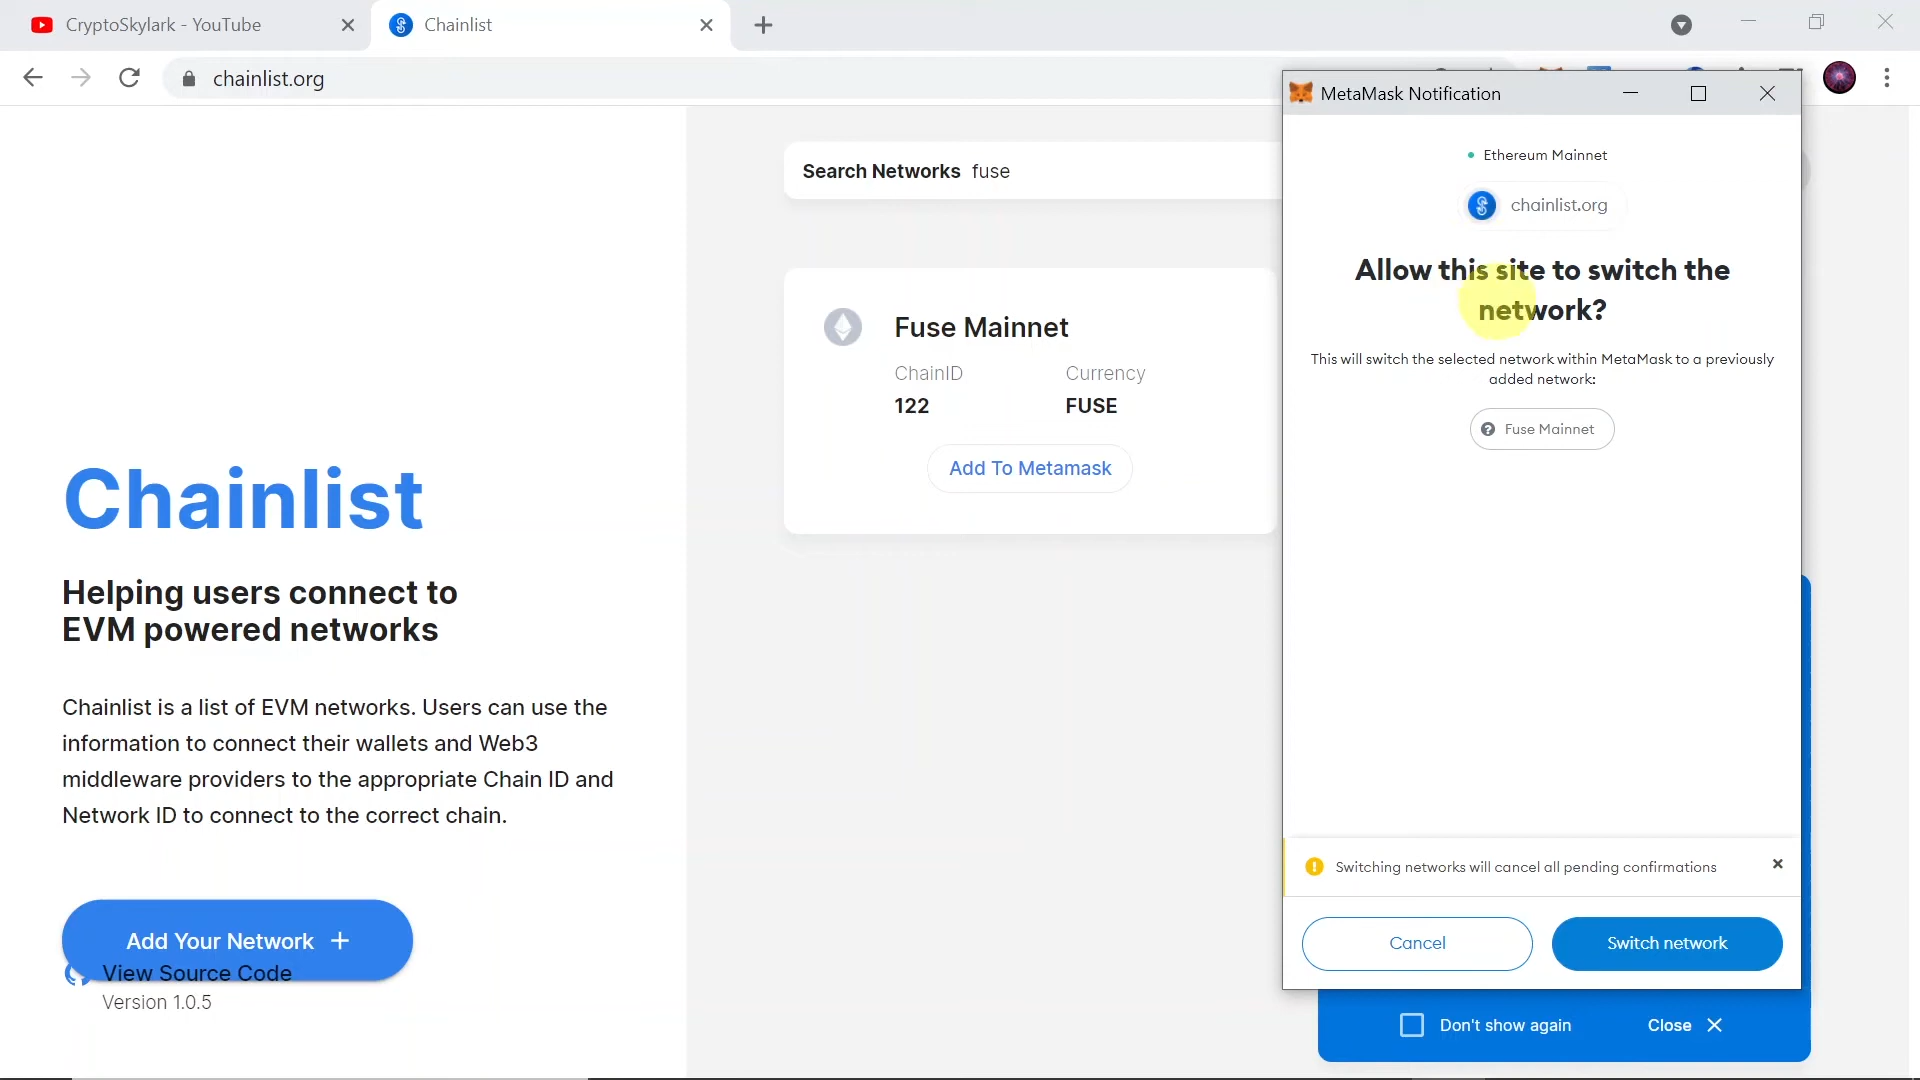 CryptoSkylark - YouTube
Chainlist
chainlist.org
Search Networks fuse
Fuse Mainnet
ChainID
Currency
122
FUSE
Add To Metamask
Chainlist
Helping users connect to
EVM powered networks
Chainlist is a list of EVM networks. Users can use the
information to connect their wallets and Web3
middleware providers to the appropriate Chain ID and
Network ID to connect to the correct chain.
Add Your Network +
View Source Code
Version 1.0.5
MetaMask Notification
Ethereum Mainnet
chainlist.org
Allow this site to switch the
network?
This will switch the selected network within MetaMask to a previously
added network:
Fuse Mainnet
Switching networks will cancel all pending confirmations
Cancel
Switch network
Don't show again
Close